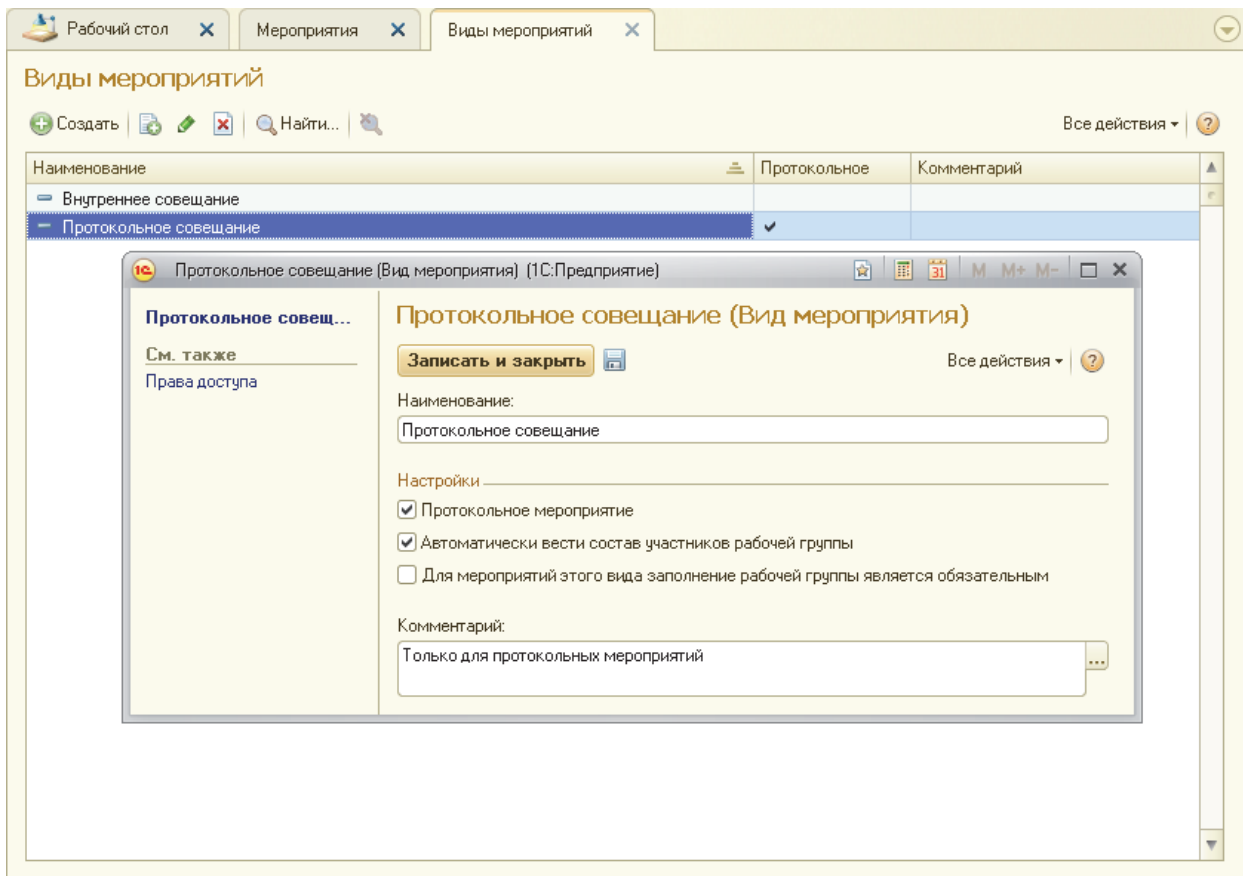 Рабочий стол Мероприятия Виды мероприятий
Виды мероприятий
Создать Найти... Все действия
Наименование Протокольное Комментарий
Внутреннее совещание
Протокольное совещание
1С Протокольное совещание (Вид мероприятия) (1С:Предприятие) 31 M M+ M-
Протокольное совещ... Протокольное совещание (Вид мероприятия)
См. также Записать и закрыть Все действия ?
Права доступа
Наименование:
Протокольное совещание
Настройки
Протокольное мероприятие
Автоматически вести состав участников рабочей группы
Для мероприятий этого вида заполнение рабочей группы является обязательным
Комментарий:
Только для протокольных мероприятий ...